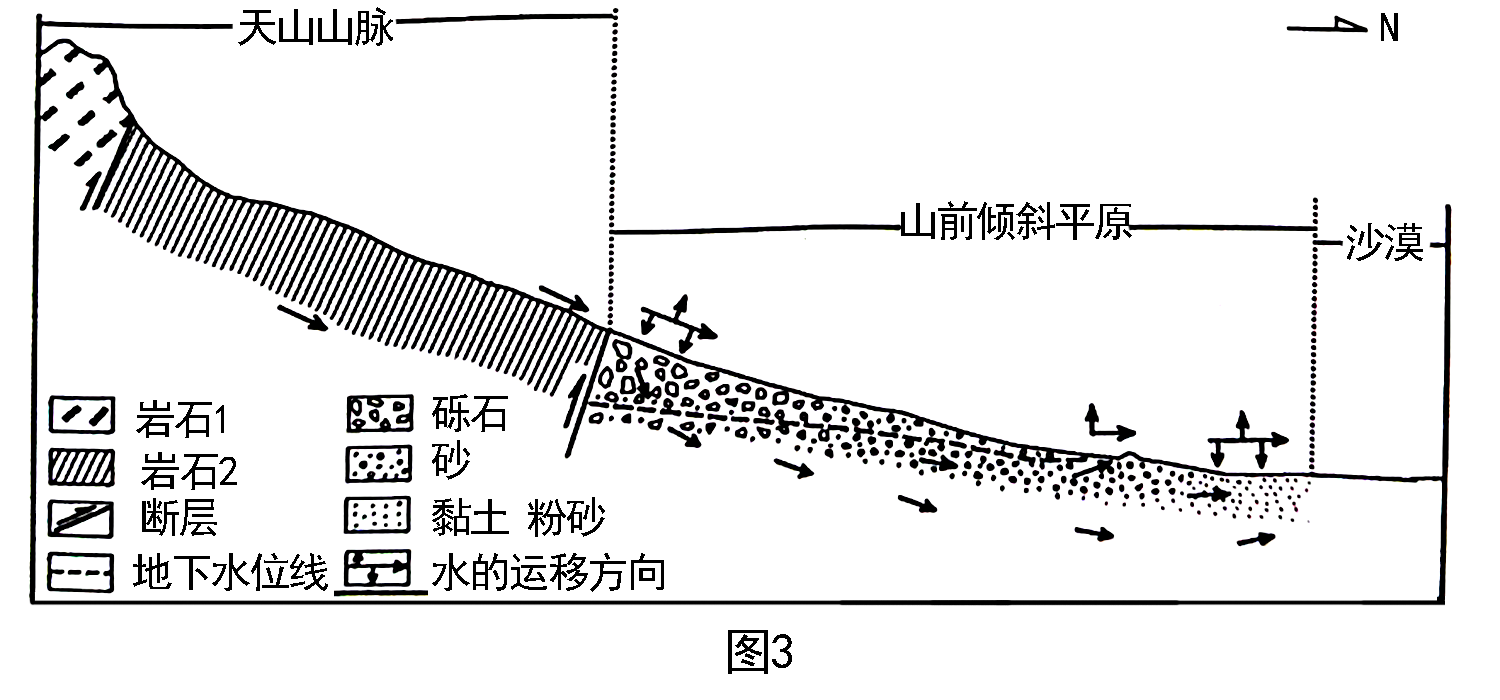 天山山脉
N
山前倾斜平原
沙漠
岩石1
砾石
岩石2
砂
断层
黏土 粉砂
地下水位线
水的运移方向
图3